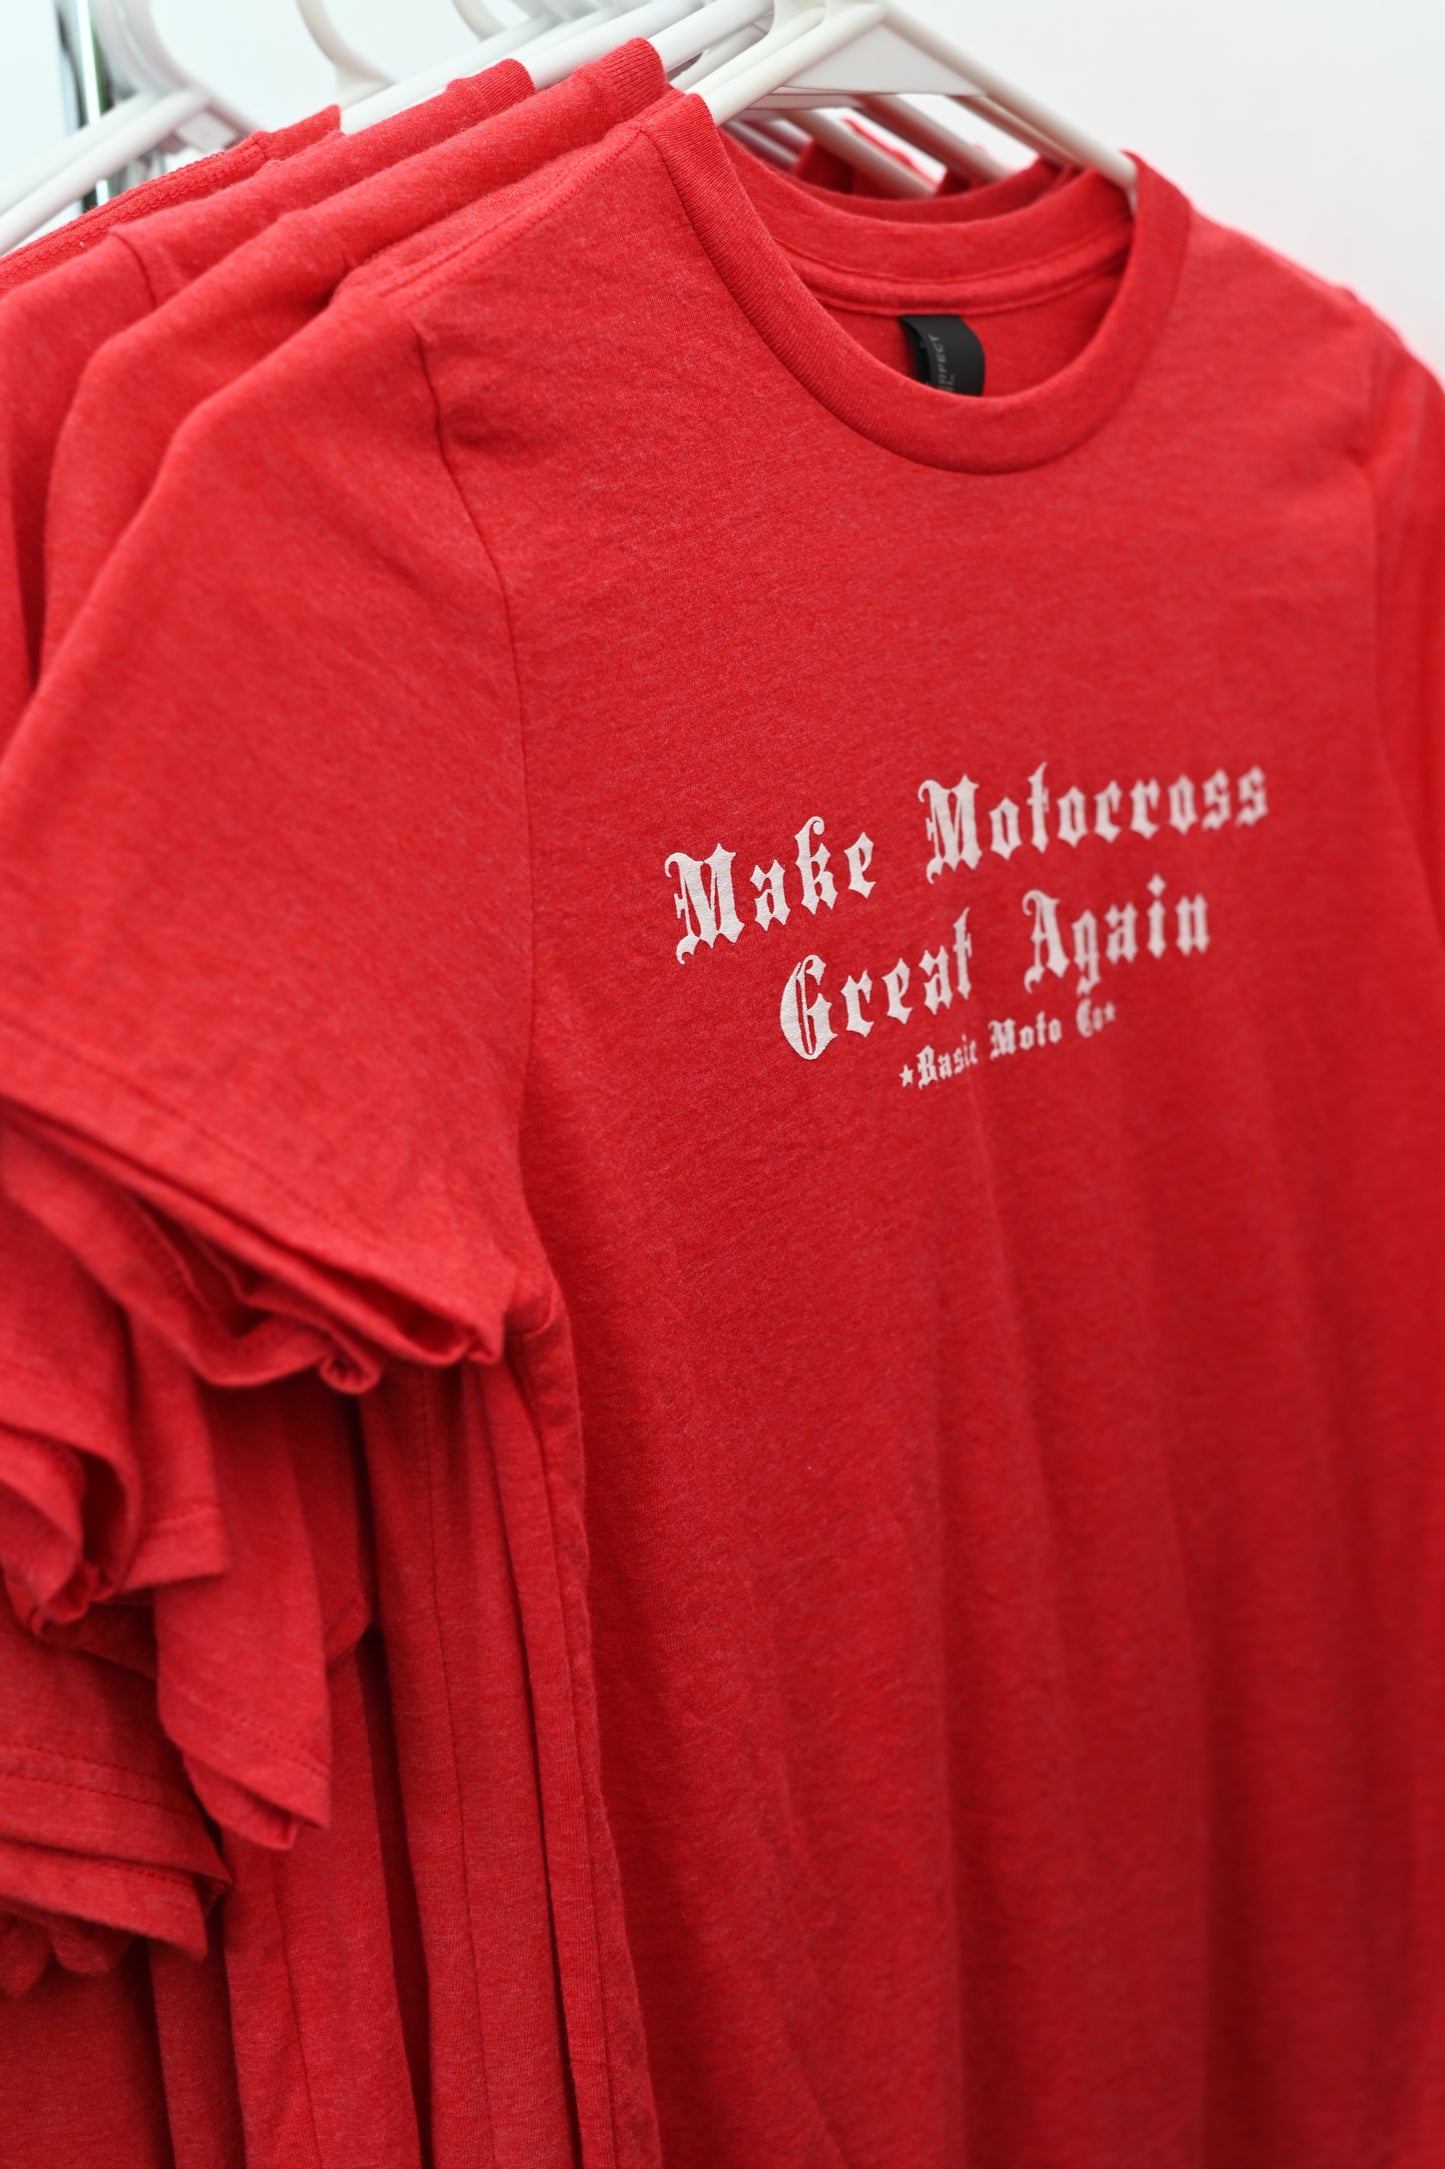 Make Motocross
Great Again
★Basic Moto Co★